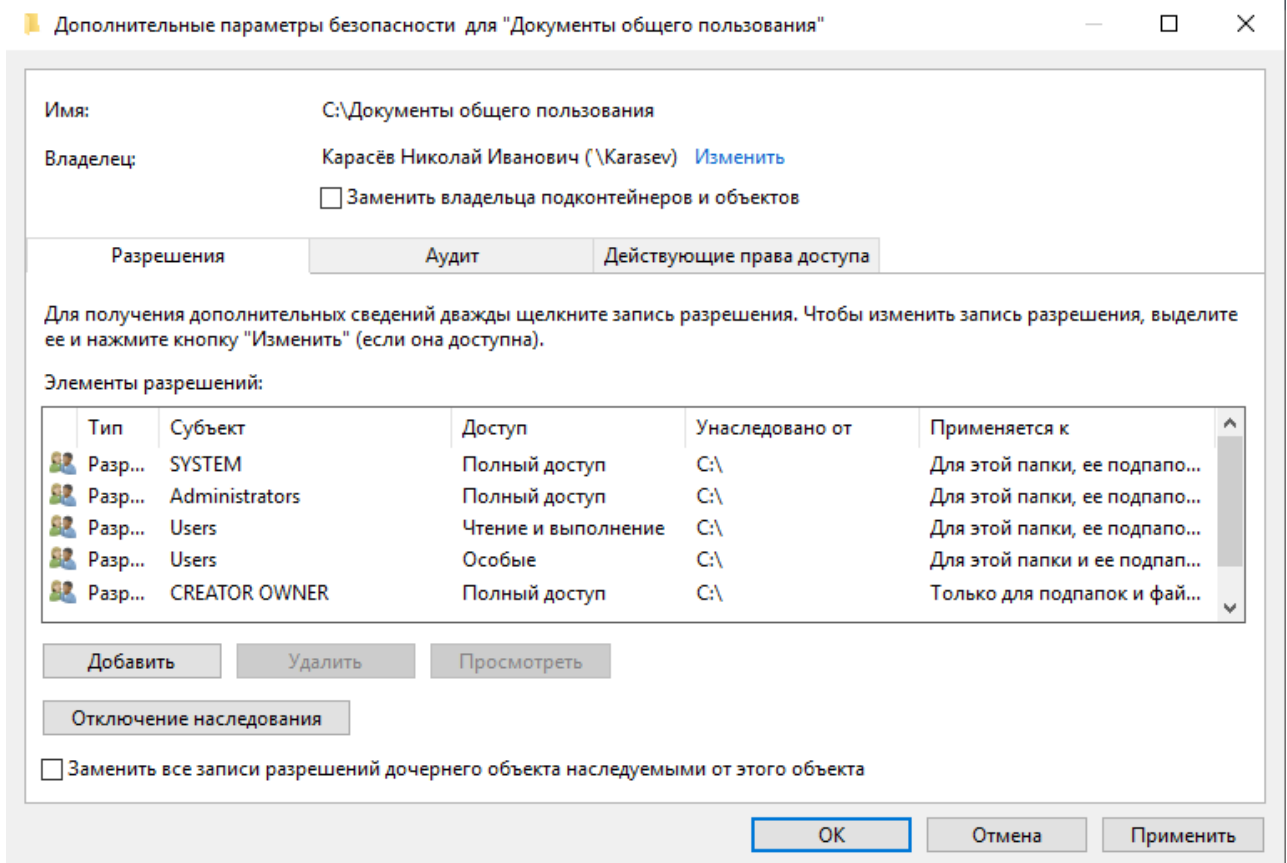 Дополнительные параметры безопасности для "Документы общего пользования"
Имя: C:\Документы общего пользования
Владелец: Карасёв Николай Иванович (\Karasev) Изменить
Заменить владельца подконтейнеров и объектов
Разрешения Аудит Действующие права доступа
Для получения дополнительных сведений дважды щелкните запись разрешения. Чтобы изменить запись разрешения, выделите
ее и нажмите кнопку "Изменить" (если она доступна).
Элементы разрешений:
Тип Субъект Доступ Унаследовано от Применяется к
Разр... SYSTEM Полный доступ C:\ Для этой папки, ее подпапо...
Разр... Administrators Полный доступ C:\ Для этой папки, ее подпапо...
Разр... Users Чтение и выполнение C:\ Для этой папки, ее подпапо...
Разр... Users Особые C:\ Для этой папки и ее подпап...
Разр... CREATOR OWNER Полный доступ C:\ Только для подпапок и фай...
Добавить Удалить Просмотреть
Отключение наследования
Заменить все записи разрешений дочернего объекта наследуемыми от этого объекта
ОК Отмена Применить